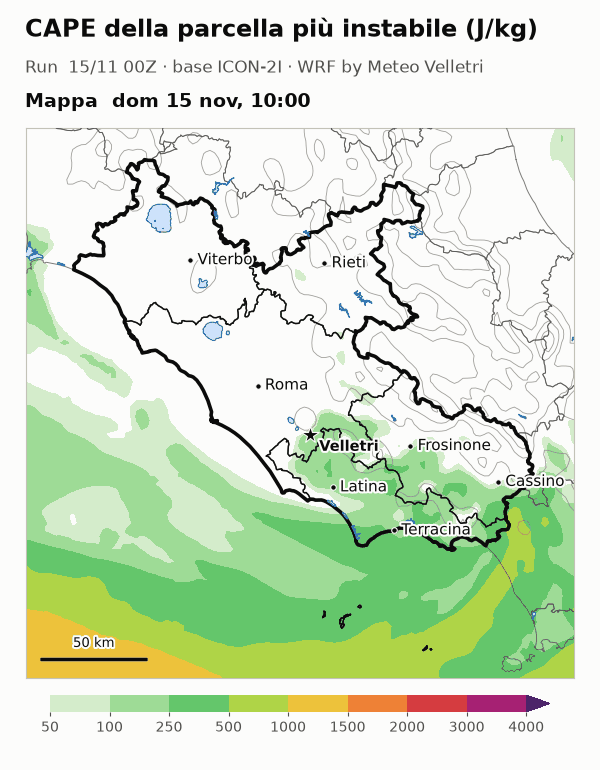 CAPE della parcella più instabile (J/kg)
Run  15/11 00Z · base ICON-2I · WRF by Meteo Velletri
Mappa  dom 15 nov, 10:00
Viterbo
Rieti
Roma
Velletri
Frosinone
Latina
Cassino
Terracina
50 km
50 100 250 500 1000 1500 2000 3000 4000